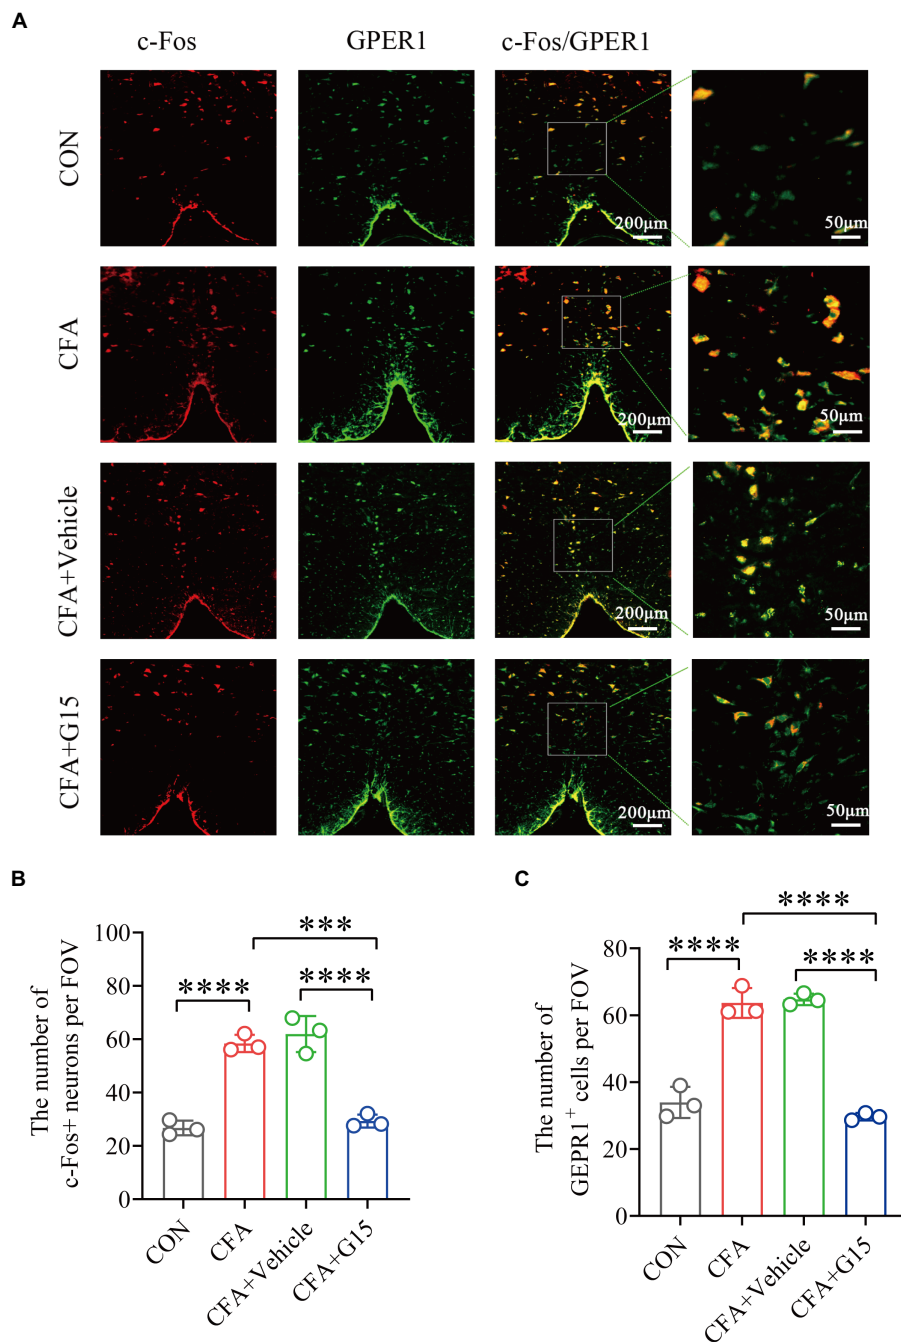 A
c-Fos GPER1 c-Fos/GPER1
CON
200μm 50μm
CFA
200μm 50μm
CFA+Vehicle
200μm 50μm
CFA+G15
200μm 50μm
B
The number of
c-Fos+ neurons per FOV
100
80
60
40
20
0
**** *** ****
CON CFA CFA+Vehicle CFA+G15
C
The number of
GEPR1+ cells per FOV
80
60
40
20
0
**** **** ****
CON CFA CFA+Vehicle CFA+G15